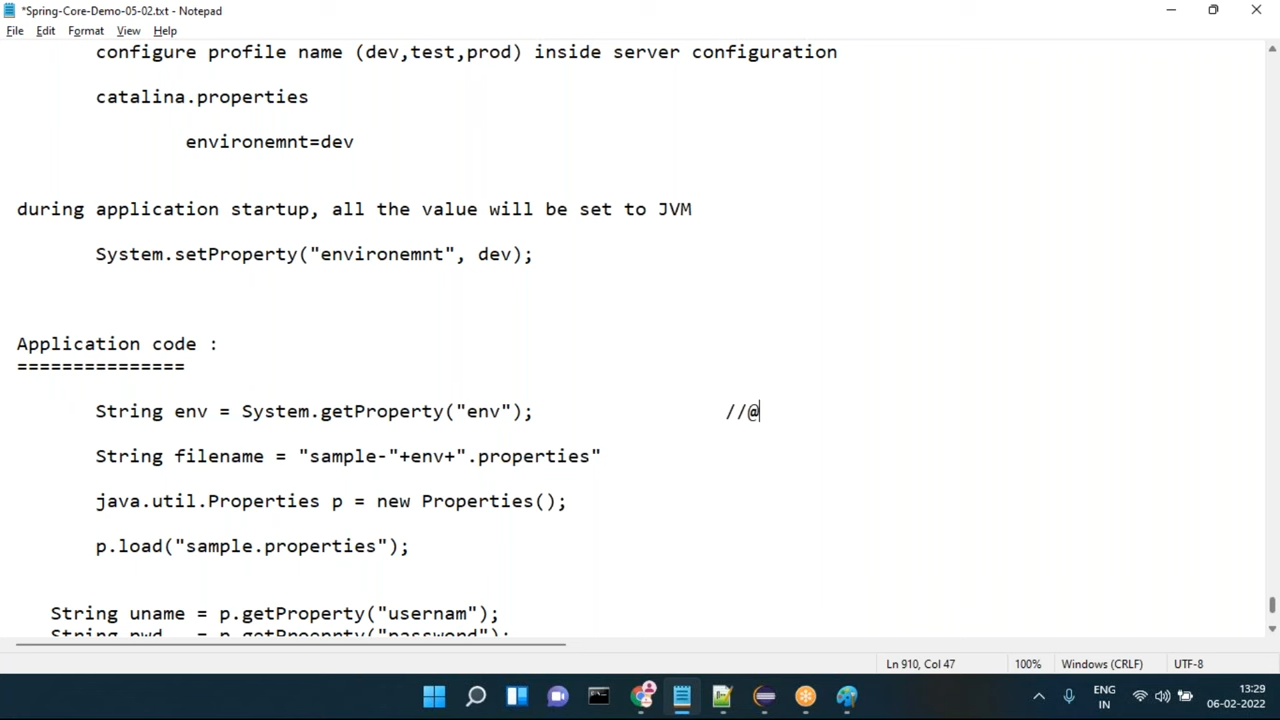 *Spring-Core-Demo-05-02.txt - Notepad
File Edit Format View Help
configure profile name (dev,test,prod) inside server configuration
catalina.properties
environemnt=dev
during application startup, all the value will be set to JVM
System.setProperty("environemnt", dev);
Application code :
===============
String env = System.getProperty("env"); //@
String filename = "sample-"+env+".properties"
java.util.Properties p = new Properties();
p.load("sample.properties");
String uname = p.getProperty("usernam");
String pwd = p.getProperty("password");
Ln 910, Col 47 100% Windows (CRLF) UTF-8
ENG
IN
13:29
06-02-2022